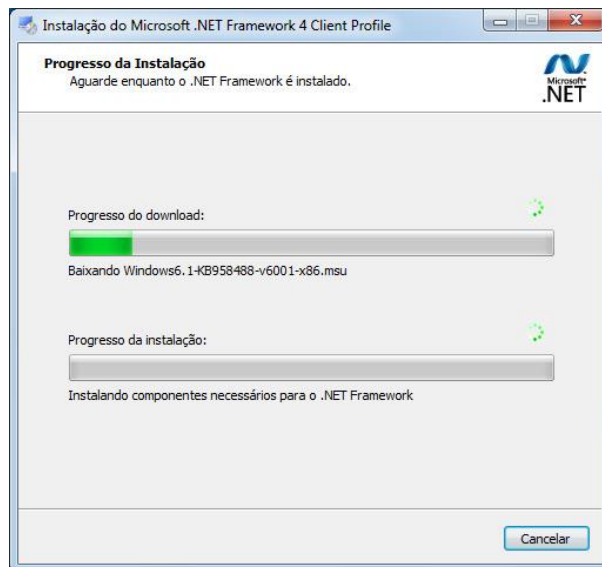 Instalação do Microsoft .NET Framework 4 Client Profile
Progresso da Instalação
Aguarde enquanto o .NET Framework é instalado.
Microsoft®
.NET
Progresso do download:
Baixando Windows6.1-KB958488-v6001-x86.msu
Progresso da instalação:
Instalando componentes necessários para o .NET Framework
Cancelar